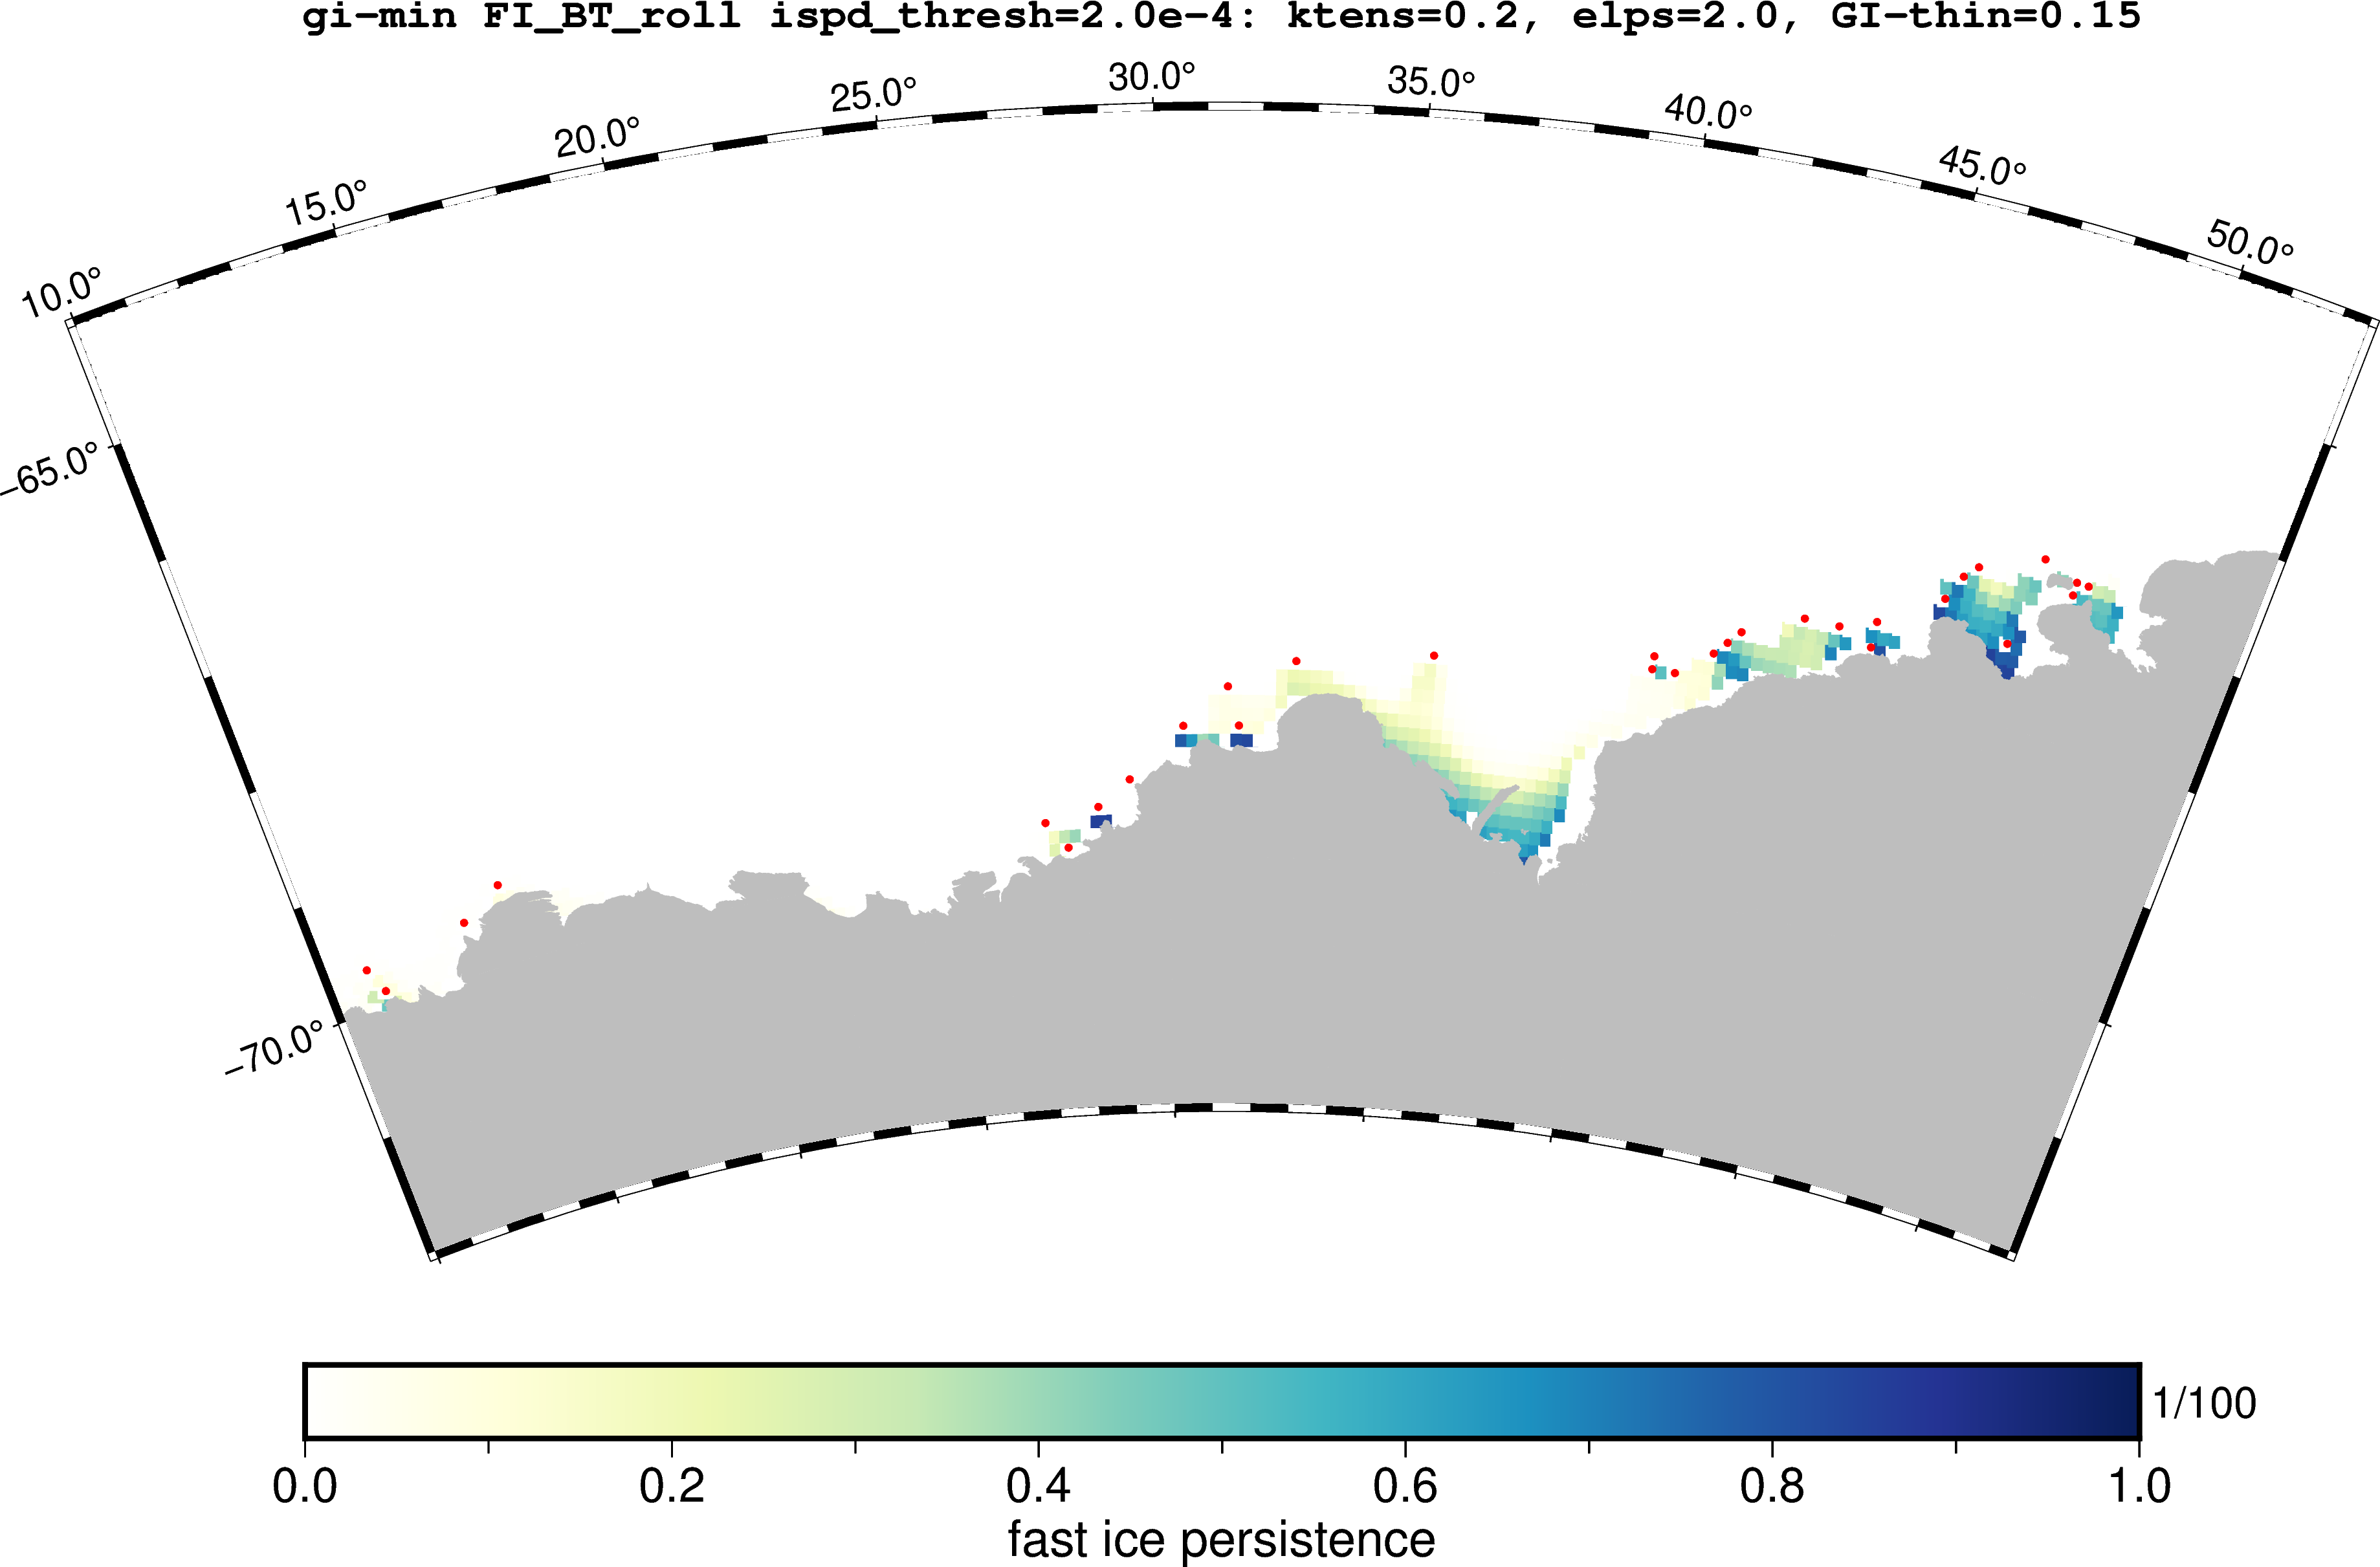 gi-min FI_BT_roll ispd_thresh=2.0e-4: ktens=0.2, elps=2.0, GI-thin=0.15
10.0° 15.0° 20.0° 25.0° 30.0° 35.0° 40.0° 45.0° 50.0°
-65.0°
-70.0°
1/100
0.0 0.2 0.4 0.6 0.8 1.0
fast ice persistence